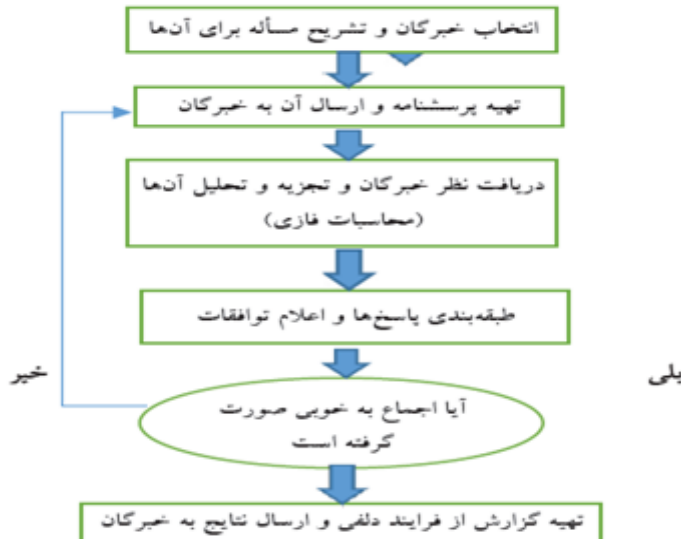 انتخاب خبرگان و تشریح مسأله برای آن‌ها
تهیه پرسشنامه و ارسال آن به خبرگان
دریافت نظر خبرگان و تجزیه و تحلیل آن‌ها
(محاسبات فازی)
طبقه‌بندی پاسخ‌ها و اعلام توافقات
خیر
بلی
آیا اجماع به خوبی صورت
گرفته است
تهیه گزارش از فرایند دلفی و ارسال نتایج به خبرگان